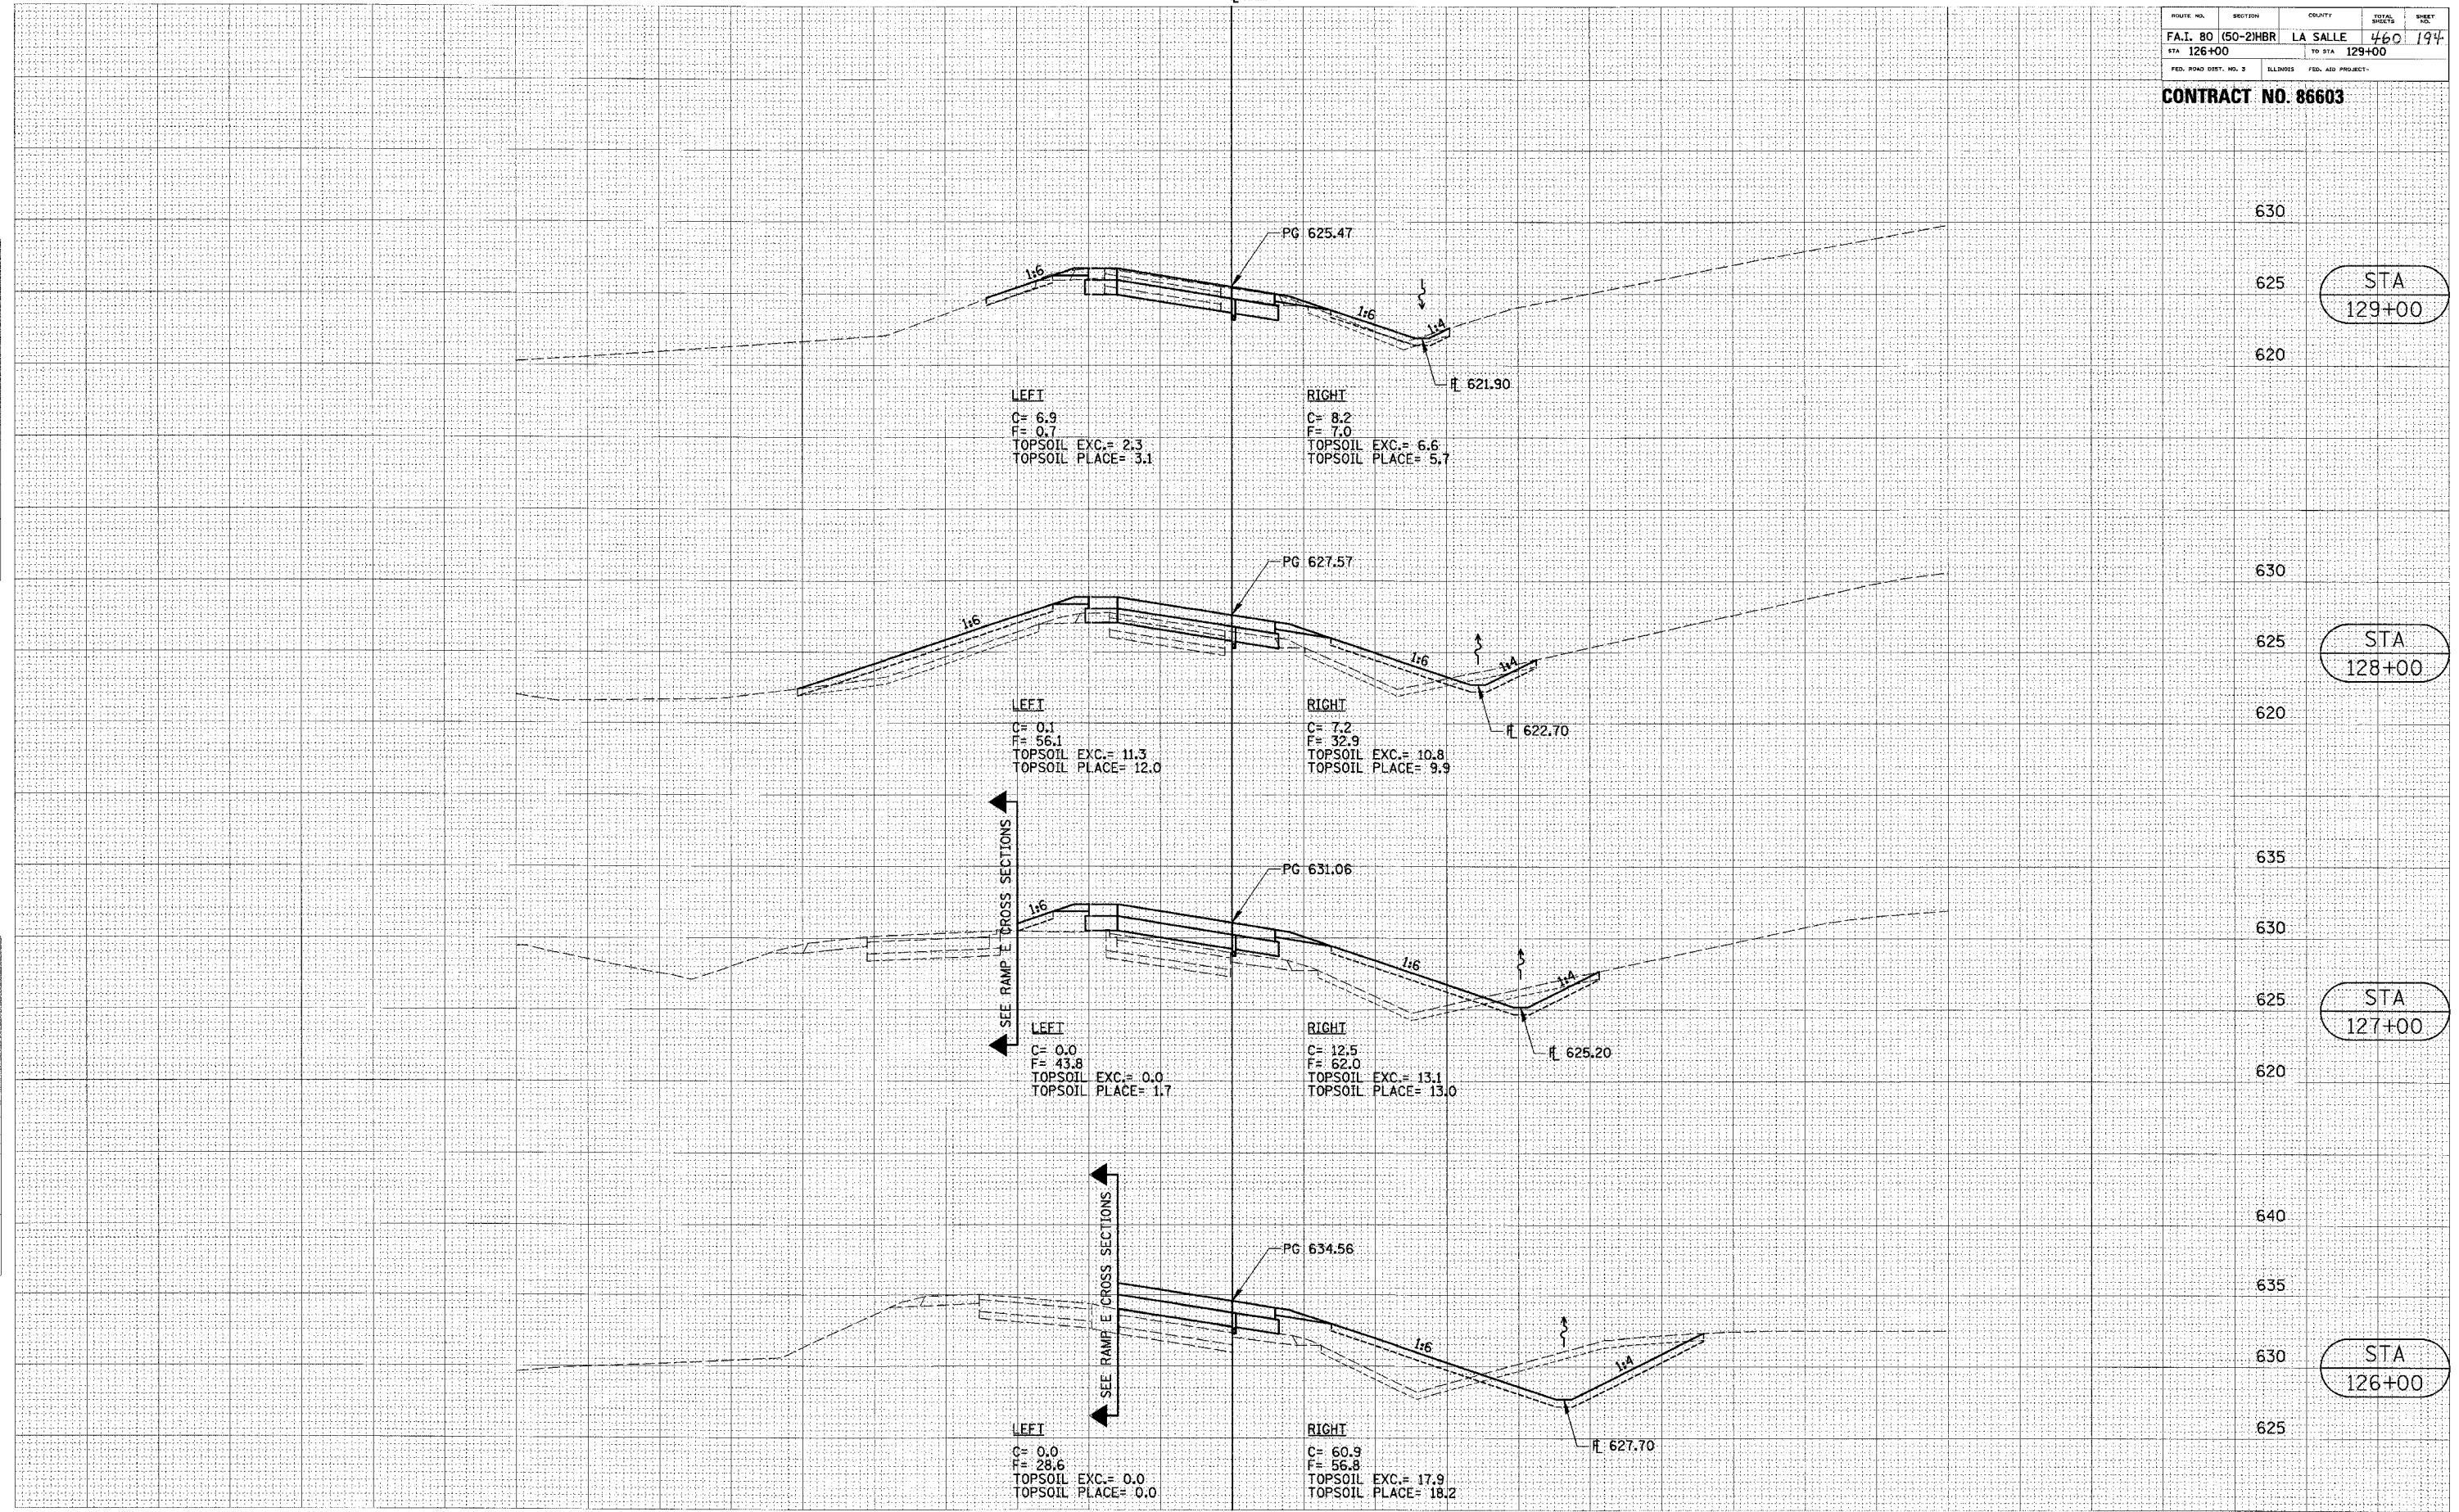 ROUTE NO. SECTION COUNTY TOTAL SHEETS SHEET NO.
F.A.I. 80 (50-2)HBR LA SALLE 460 194
STA 126+00 TO STA 129+00
FED. ROAD DIST. NO. 3 ILLINOIS FED. AID PROJECT-
CONTRACT NO. 86603
630
PG 625.47
1:6
625
STA
129+00
1:6
1:4
620
FL 621.90
LEFT
C= 6.9
F= 0.7
TOPSOIL EXC.= 2.3
TOPSOIL PLACE= 3.1
RIGHT
C= 8.2
F= 7.0
TOPSOIL EXC.= 6.6
TOPSOIL PLACE= 5.7
PG 627.57
630
1:6
625
STA
128+00
1:6
1:4
620
FL 622.70
LEFT
C= 0.1
F= 56.1
TOPSOIL EXC.= 11.3
TOPSOIL PLACE= 12.0
RIGHT
C= 7.2
F= 32.9
TOPSOIL EXC.= 10.8
TOPSOIL PLACE= 9.9
SEE RAMP E CROSS SECTIONS
635
PG 631.06
1:6
630
1:6
1:4
625
STA
127+00
FL 625.20
620
LEFT
C= 0.0
F= 43.8
TOPSOIL EXC.= 0.0
TOPSOIL PLACE= 1.7
RIGHT
C= 12.5
F= 62.0
TOPSOIL EXC.= 13.1
TOPSOIL PLACE= 13.0
SEE RAMP E CROSS SECTIONS
640
PG 634.56
635
1:6
1:4
630
STA
126+00
625
FL 627.70
LEFT
C= 0.0
F= 28.6
TOPSOIL EXC.= 0.0
TOPSOIL PLACE= 0.0
RIGHT
C= 60.9
F= 56.8
TOPSOIL EXC.= 17.9
TOPSOIL PLACE= 18.2